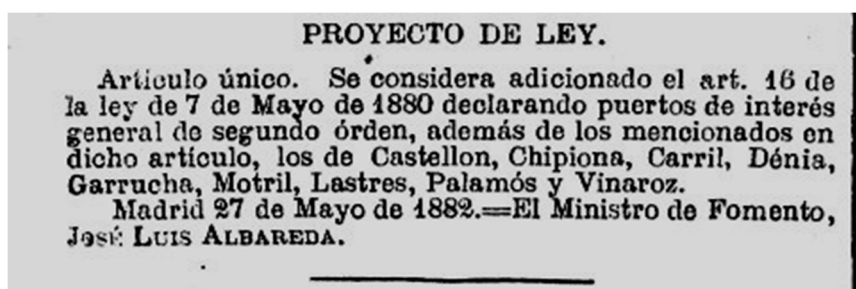 PROYECTO DE LEY.
Artículo único. Se considera adicionado el art. 16 de
la ley de 7 de Mayo de 1880 declarando puertos de interés
general de segundo órden, además de los mencionados en
dicho artículo, los de Castellon, Chipiona, Carril, Dénia,
Garrucha, Motril, Lastres, Palamós y Vinaroz.
Madrid 27 de Mayo de 1882.=El Ministro de Fomento,
José Luis Albareda.